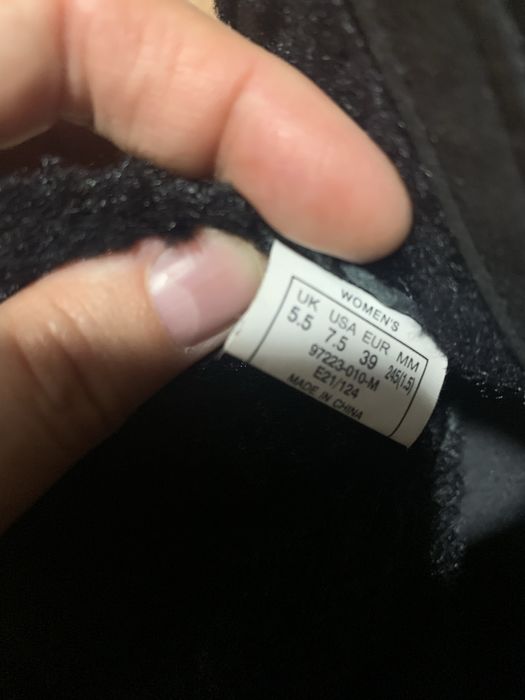 WOMEN'S
UK USA EUR MM
5.5 7.5 39 245(1.5)
97223-010-M
E21/124
MADE IN CHINA